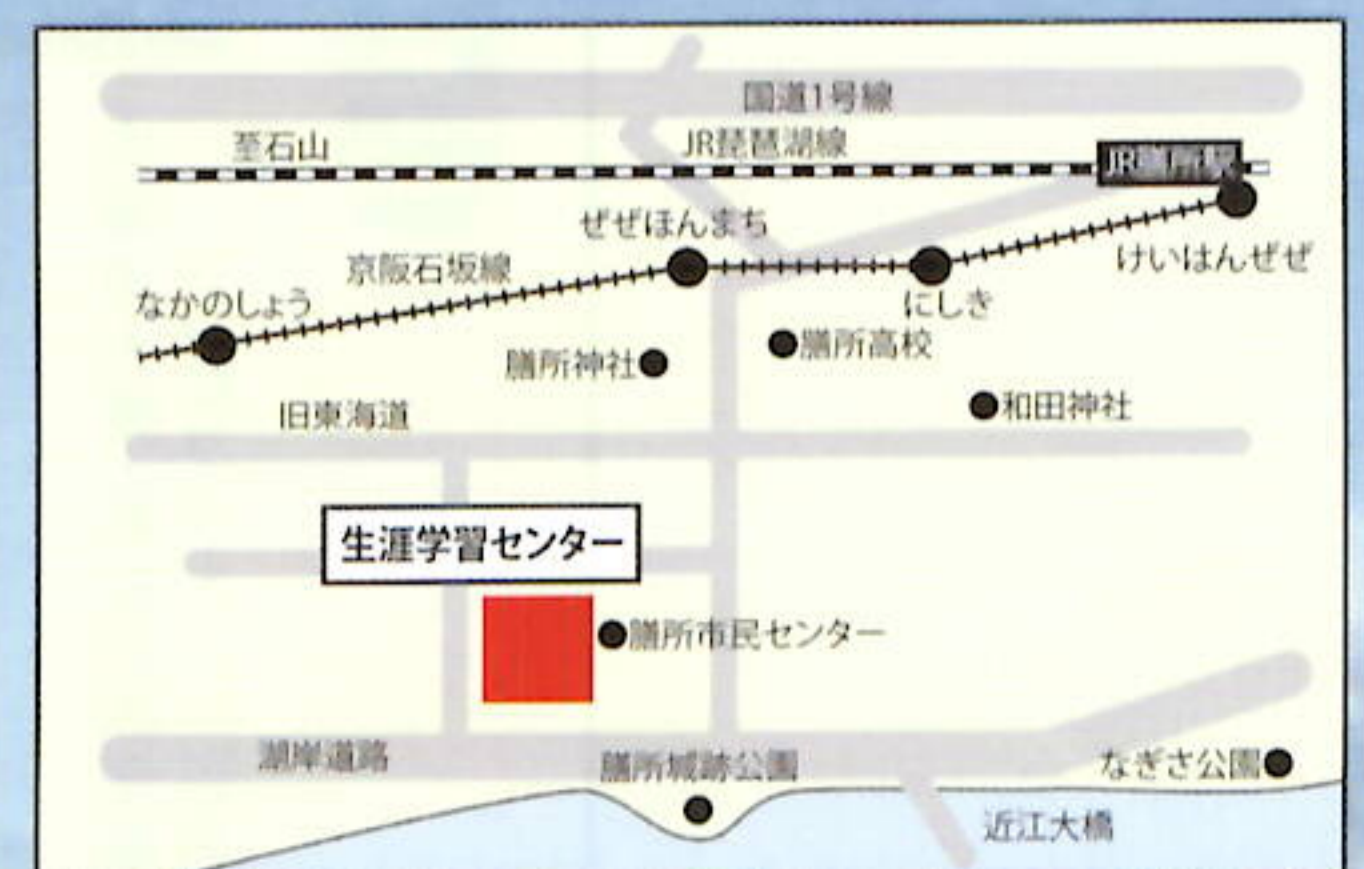 国道1号線
至石山
JR琵琶湖線
JR膳所駅
ぜぜほんまち
京阪石坂線
けいはんぜぜ
なかのしょう
にしき
膳所神社
膳所高校
旧東海道
和田神社
生涯学習センター
膳所市民センター
湖岸道路
膳所城跡公園
なぎさ公園
近江大橋